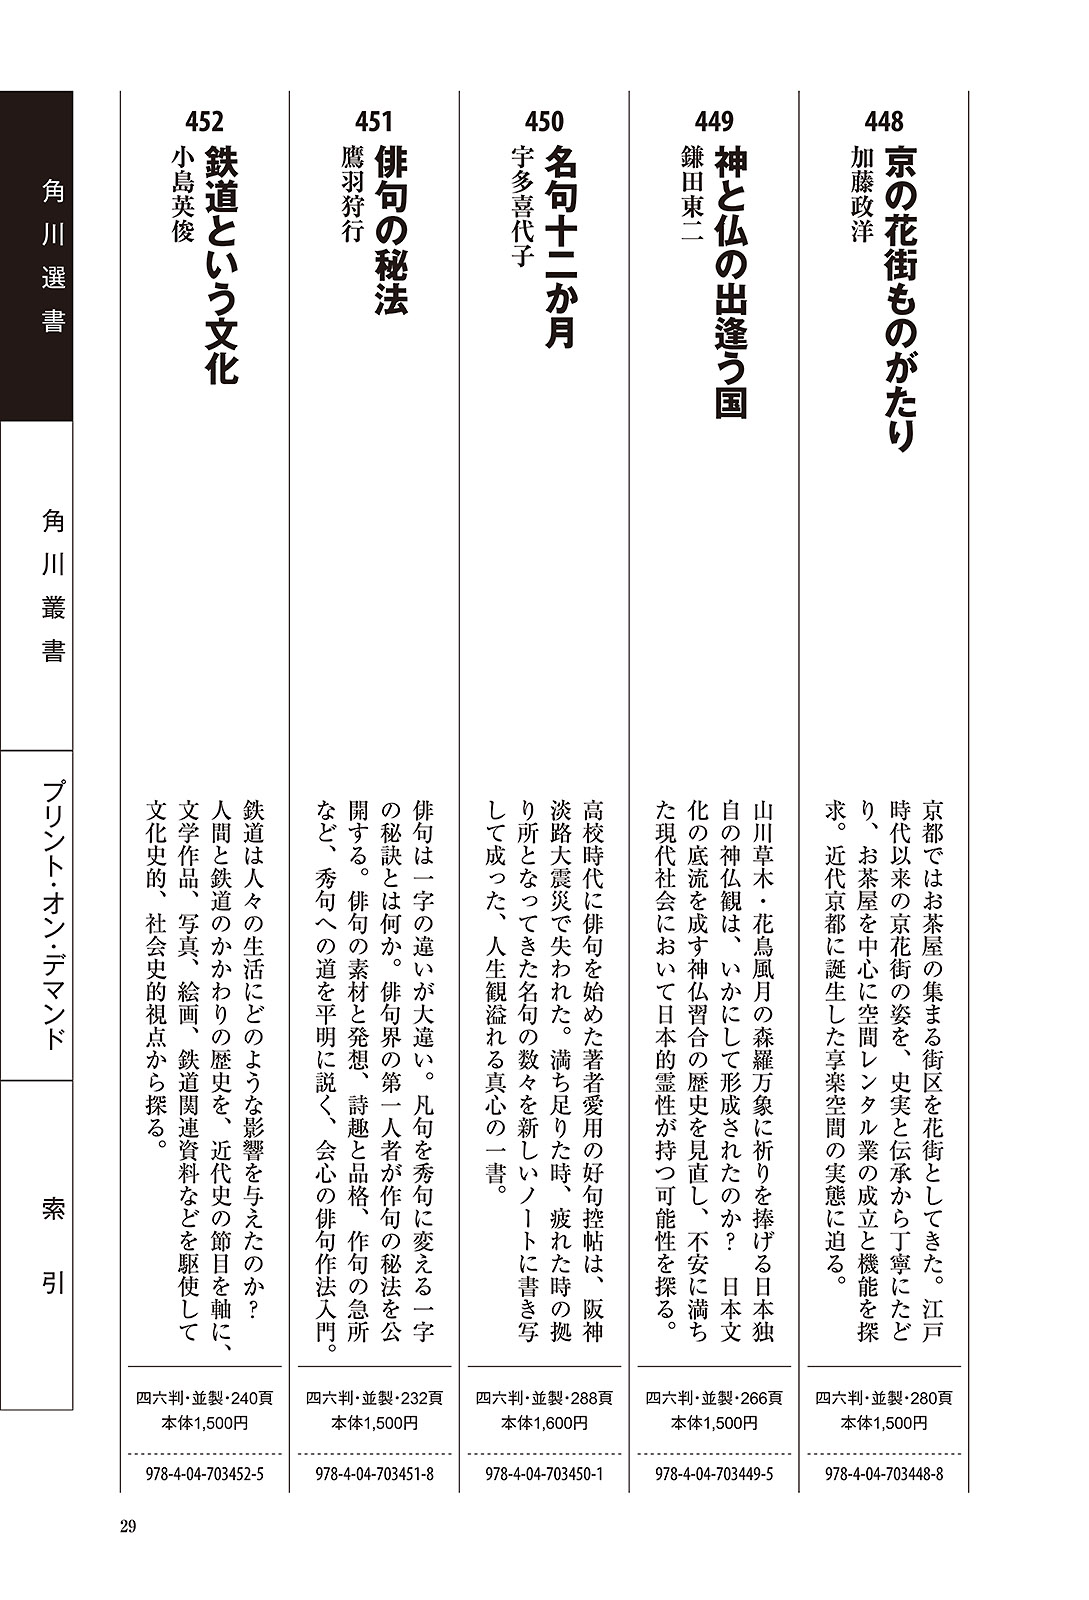 448
京の花街ものがたり
加藤政洋
京都ではお茶屋の集まる街区を花街としてきた。江戸
時代以来の京花街の姿を、史実と伝承から丁寧にたど
り、お茶屋を中心に空間レンタル業の成立と機能を探
求。近代京都に誕生した享楽空間の実態に迫る。
四六判・並製・280頁
本体1,500円
978-4-04-703448-8
449
神と仏の出逢う国
鎌田東二
山川草木・花鳥風月の森羅万象に祈りを捧げる日本独
自の神仏観は、いかにして形成されたのか?　日本文
化の底流を成す神仏習合の歴史を見直し、不安に満ち
た現代社会において日本的霊性が持つ可能性を探る。
四六判・並製・266頁
本体1,500円
978-4-04-703449-5
450
名句十二か月
宇多喜代子
高校時代に俳句を始めた著者愛用の好句控帖は、阪神
淡路大震災で失われた。満ち足りた時、疲れた時の拠
り所となってきた名句の数々を新しいノートに書き写
して成った、人生観溢れる真心の一書。
四六判・並製・288頁
本体1,600円
978-4-04-703450-1
451
俳句の秘法
鷹羽狩行
俳句は一字の違いが大違い。凡句を秀句に変える一字
の秘訣とは何か。俳句界の第一人者が作句の秘法を公
開する。俳句の素材と発想、詩趣と品格、作句の急所
など、秀句への道を平明に説く、会心の俳句作法入門。
四六判・並製・232頁
本体1,500円
978-4-04-703451-8
452
鉄道という文化
小島英俊
鉄道は人々の生活にどのような影響を与えたのか?
人間と鉄道のかかわりの歴史を、近代史の節目を軸に、
文学作品、写真、絵画、鉄道関連資料などを駆使して
文化史的、社会史的視点から探る。
四六判・並製・240頁
本体1,500円
978-4-04-703452-5
角川選書
角川叢書
プリント・オン・デマンド
索引
29